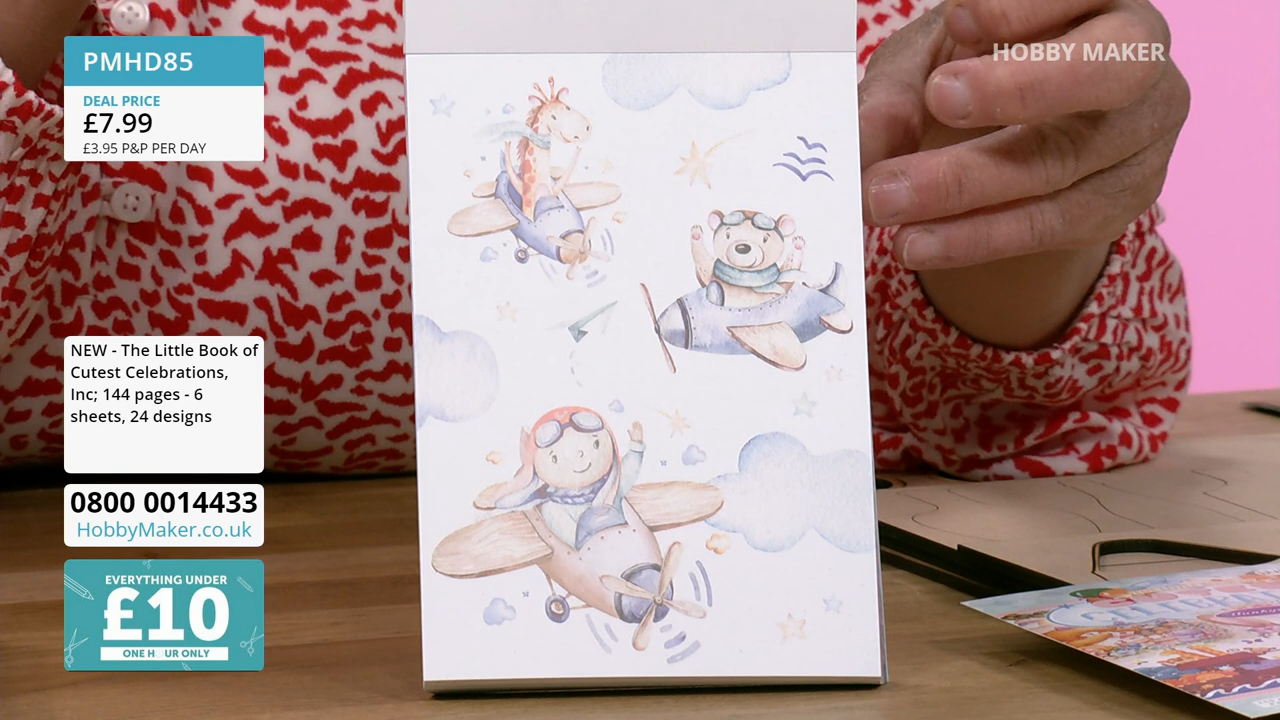 PMHD85
DEAL PRICE
£7.99
£3.95 P&P PER DAY
HOBBY MAKER
NEW - The Little Book of
Cutest Celebrations,
Inc; 144 pages - 6
sheets, 24 designs
0800 0014433
HobbyMaker.co.uk
EVERYTHING UNDER
£10
ONE H UR ONLY